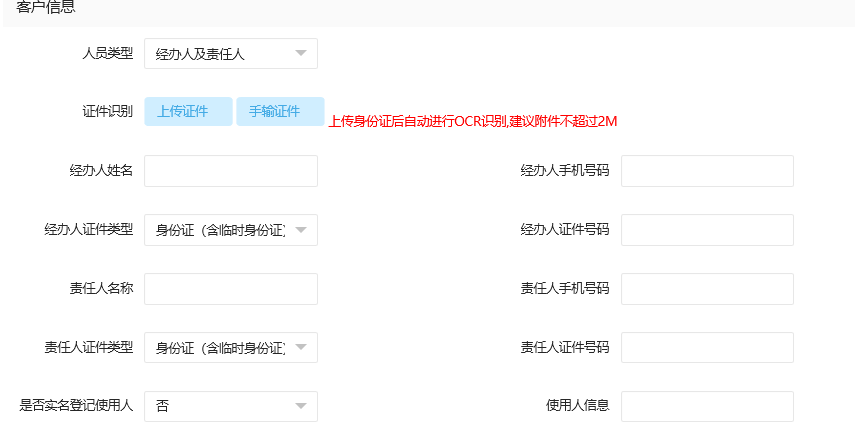 客户信息
人员类型 经办人及责任人
证件识别 上传证件 手输证件 上传身份证后自动进行OCR识别,建议附件不超过2M
经办人姓名 经办人手机号码
经办人证件类型 身份证（含临时身份证） 经办人证件号码
责任人名称 责任人手机号码
责任人证件类型 身份证（含临时身份证） 责任人证件号码
是否实名登记使用人 否 使用人信息